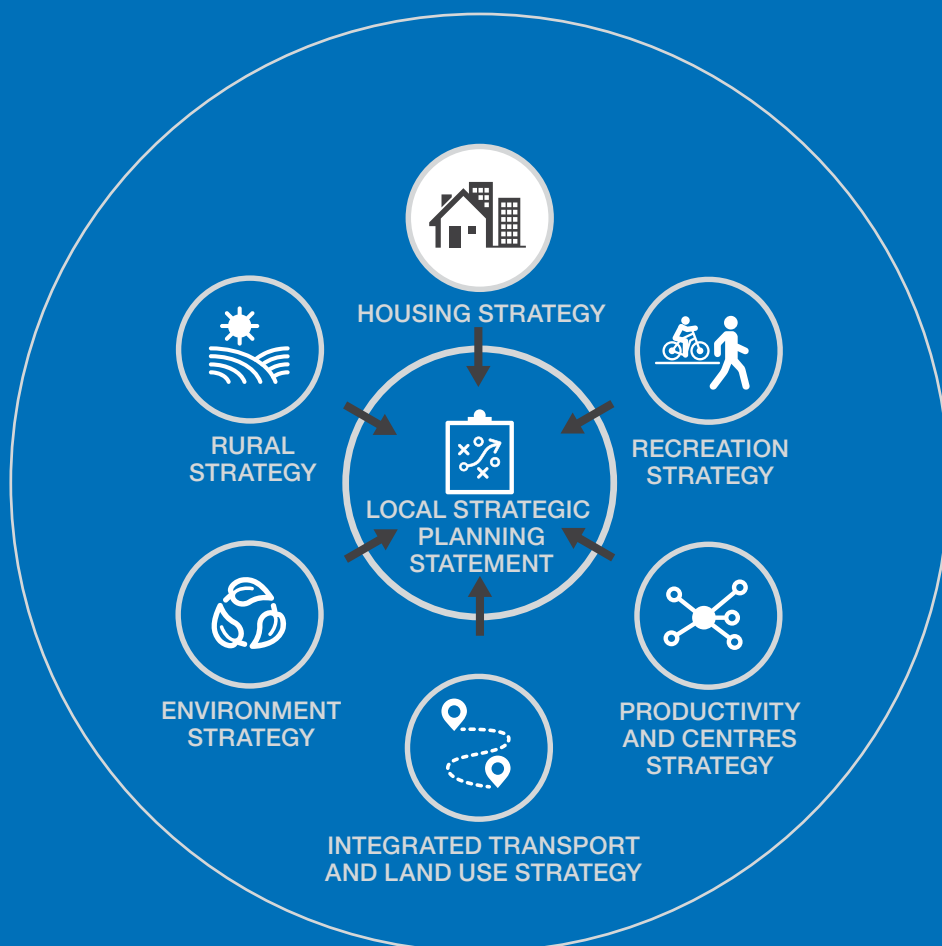 HOUSING STRATEGY
RURAL
STRATEGY
RECREATION
STRATEGY
LOCAL STRATEGIC
PLANNING
STATEMENT
ENVIRONMENT
STRATEGY
PRODUCTIVITY
AND CENTRES
STRATEGY
INTEGRATED TRANSPORT
AND LAND USE STRATEGY